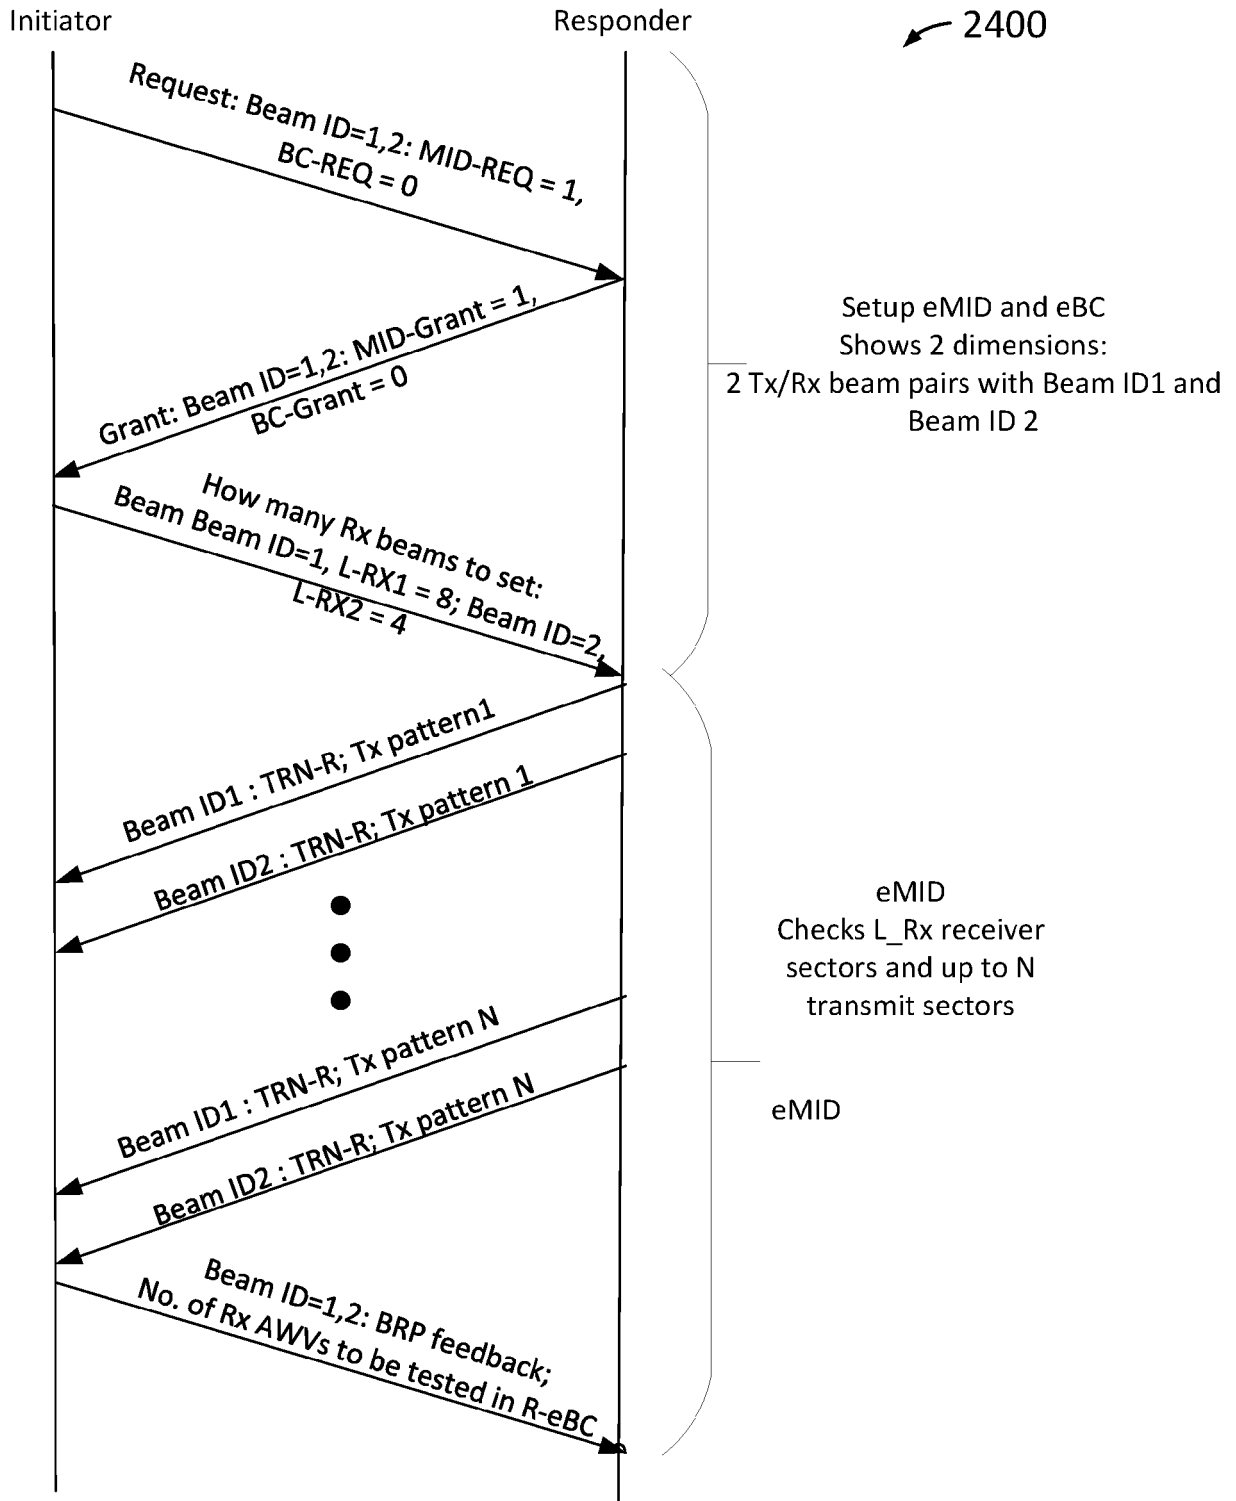 Initiator
Responder
2400
Request: Beam ID=1,2: MID-REQ = 1,
BC-REQ = 0
Grant: Beam ID=1,2: MID-Grant = 1,
BC-Grant = 0
Setup eMID and eBC
Shows 2 dimensions:
2 Tx/Rx beam pairs with Beam ID1 and
Beam ID 2
How many Rx beams to set:
Beam Beam ID=1, L-RX1 = 8; Beam ID=2,
L-RX2 = 4
Beam ID1 : TRN-R; Tx pattern1
Beam ID2 : TRN-R; Tx pattern 1
eMID
Checks L_Rx receiver
sectors and up to N
transmit sectors
Beam ID1 : TRN-R; Tx pattern N
Beam ID2 : TRN-R; Tx pattern N
eMID
Beam ID=1,2: BRP feedback;
No. of Rx AWVs to be tested in R-eBC